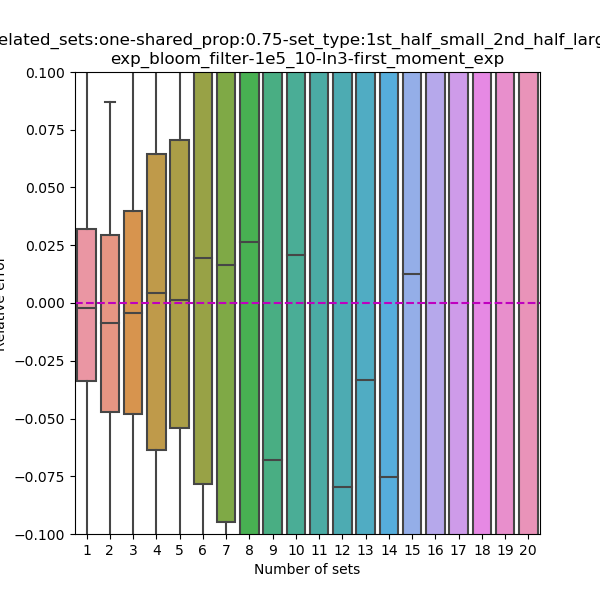 elated_sets:one-shared_prop:0.75-set_type:1st_half_small_2nd_half_larg
exp_bloom_filter-1e5_10-ln3-first_moment_exp
0.100
0.075
0.050
0.025
0.000
−0.025
−0.050
−0.075
−0.100
1 2 3 4 5 6 7 8 9 10 11 12 13 14 15 16 17 18 19 20
Number of sets